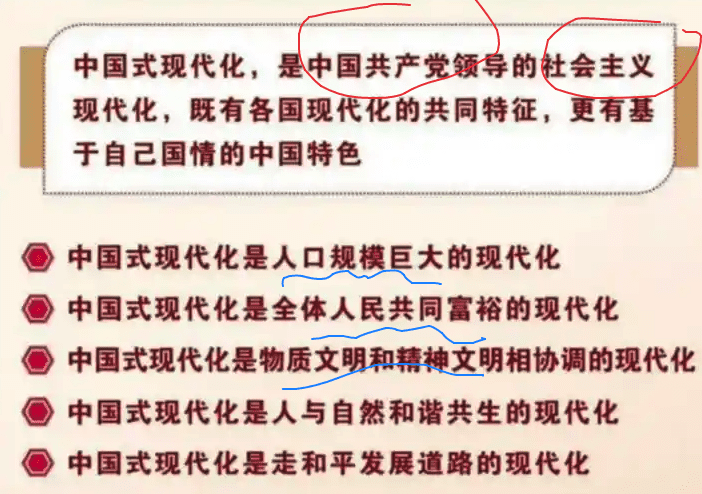 中国式现代化，是中国共产党领导的社会主义
现代化，既有各国现代化的共同特征，更有基
于自己国情的中国特色
中国式现代化是人口规模巨大的现代化
中国式现代化是全体人民共同富裕的现代化
中国式现代化是物质文明和精神文明相协调的现代化
中国式现代化是人与自然和谐共生的现代化
中国式现代化是走和平发展道路的现代化